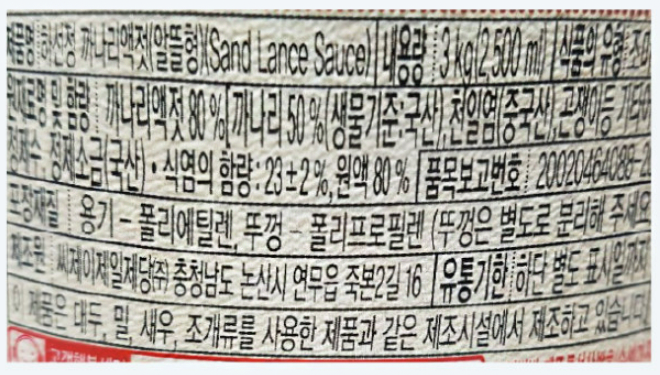 제품명 하선정 까나리액젓(알뜰형)(Sand Lance Sauce) 내용량 3 kg(2,500 ml) 식품의 유형
원재료명 및 함량 까나리액젓 80 %[까나리 50 %(생물기준:국산), 천일염(중국산, 고쟁이등
정제수, 정제소금(국산) • 식염의 함량 : 23±2 %, 원액 80 % 품목보고번호 20020464088-
포장재질 용기 - 폴리에틸렌, 뚜껑 - 폴리프로필렌 (뚜껑은 별도로 분리해 주세요
제조원 씨제이제일제당㈜ 충청남도 논산시 연무읍 죽본2길 16 유통기한 하단 별도 표시일까지
이 제품은 대두, 밀, 새우, 조개류를 사용한 제품과 같은 제조시설에서 제조하고 있습니다